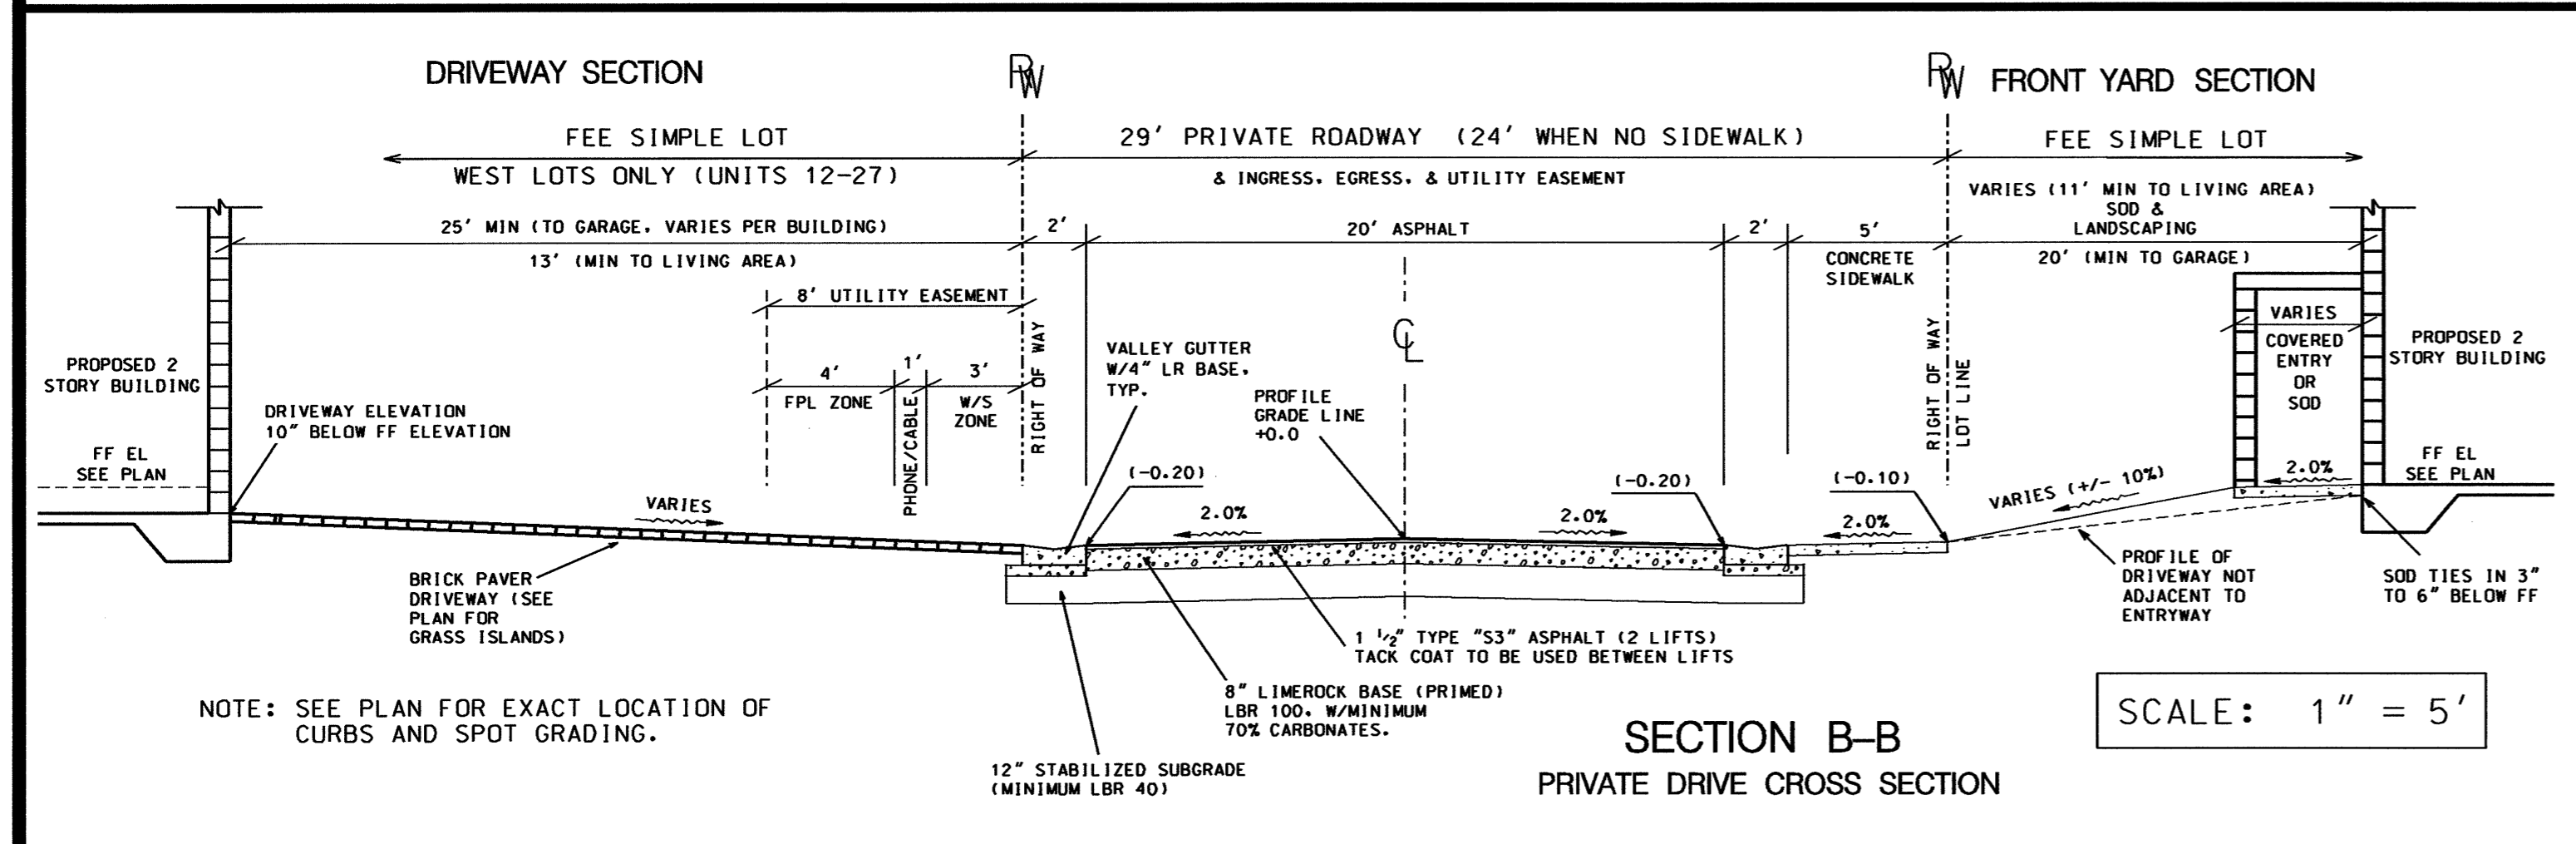 DRIVEWAY SECTION
R/W
R/W
FRONT YARD SECTION
FEE SIMPLE LOT
WEST LOTS ONLY (UNITS 12-27)
29' PRIVATE ROADWAY (24' WHEN NO SIDEWALK)
& INGRESS, EGRESS, & UTILITY EASEMENT
FEE SIMPLE LOT
VARIES (11' MIN TO LIVING AREA)
SOD &
LANDSCAPING
20' (MIN TO GARAGE)
25' MIN (TO GARAGE, VARIES PER BUILDING)
13' (MIN TO LIVING AREA)
2'
20' ASPHALT
2'
5'
CONCRETE
SIDEWALK
8' UTILITY EASEMENT
4'
FPL ZONE
1'
PHONE/CABLE
3'
W/S
ZONE
RIGHT OF WAY
VALLEY GUTTER
W/4" LR BASE,
TYP.
CL
PROFILE
GRADE LINE
+0.0
RIGHT OF WAY
LOT LINE
VARIES
COVERED
ENTRY
OR
SOD
PROPOSED 2
STORY BUILDING
PROPOSED 2
STORY BUILDING
DRIVEWAY ELEVATION
10" BELOW FF ELEVATION
FF EL
SEE PLAN
FF EL
SEE PLAN
VARIES
(-0.20)
2.0%
2.0%
(-0.20)
(-0.10)
2.0%
VARIES (+/- 10%)
2.0%
BRICK PAVER
DRIVEWAY (SEE
PLAN FOR
GRASS ISLANDS)
PROFILE OF
DRIVEWAY NOT
ADJACENT TO
ENTRYWAY
SOD TIES IN 3"
TO 6" BELOW FF
1 1/2" TYPE "S3" ASPHALT (2 LIFTS)
TACK COAT TO BE USED BETWEEN LIFTS
8" LIMEROCK BASE (PRIMED)
LBR 100, W/MINIMUM
70% CARBONATES.
12" STABILIZED SUBGRADE
(MINIMUM LBR 40)
NOTE: SEE PLAN FOR EXACT LOCATION OF
CURBS AND SPOT GRADING.
SECTION B-B
PRIVATE DRIVE CROSS SECTION
SCALE: 1" = 5'